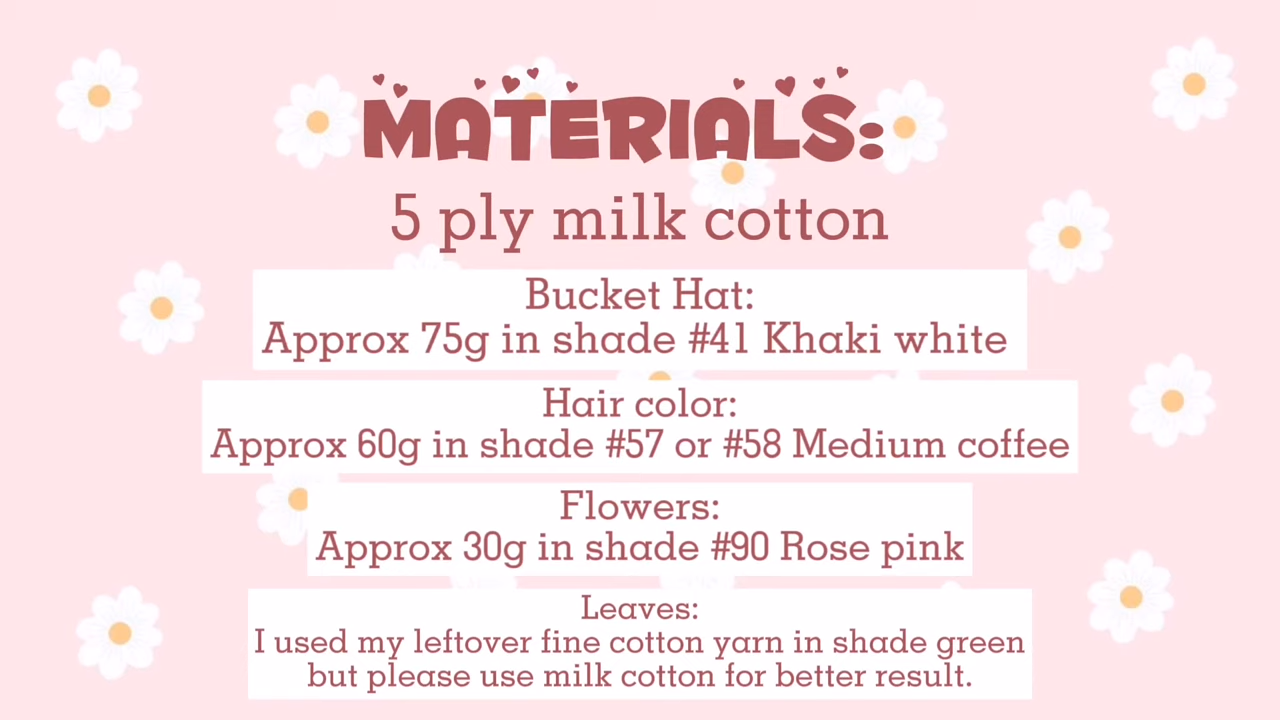 MATERIALS:
5 ply milk cotton
Bucket Hat:
Approx 75g in shade #41 Khaki white
Hair color:
Approx 60g in shade #57 or #58 Medium coffee
Flowers:
Approx 30g in shade #90 Rose pink
Leaves:
I used my leftover fine cotton yarn in shade green
but please use milk cotton for better result.